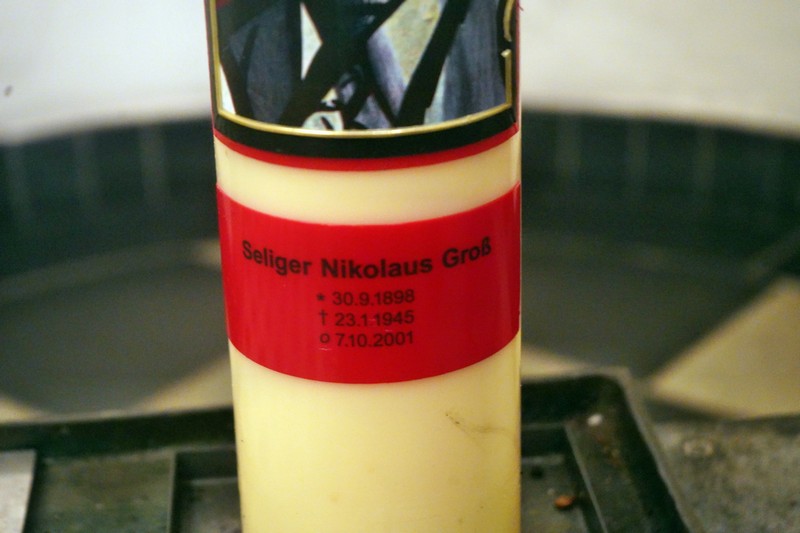 Seliger Nikolaus Groß
* 30.9.1898
† 23.1.1945
o 7.10.2001